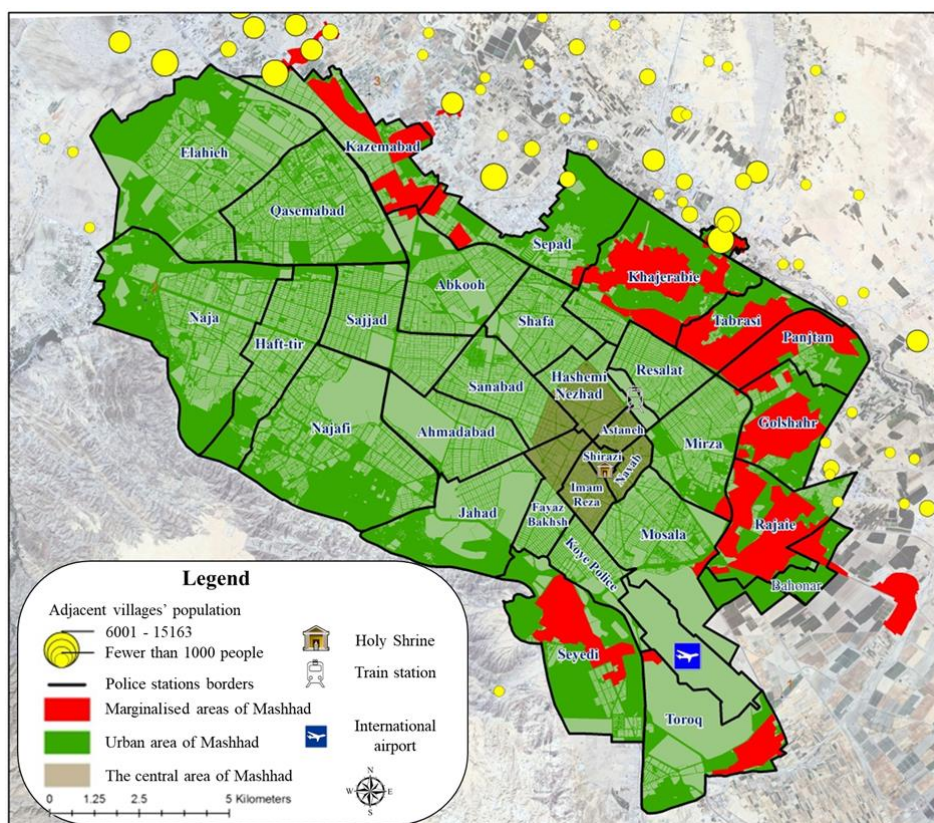 3
Kazemabad
Elahieh
Qasemabad
Sepad
Khajerabie
Abkooh
Naja
Haft-tir
Sajjad
Shafa
Tabrasi
Panjtan
Hashemi
Nezhad
Resalat
Sanabad
Golshahr
Najafi
Ahmadabad
Astaneh
Mirza
Shirazi
Navab
Imam
Reza
Jahad
Fayaz
Bakhsh
Mosala
Rajaie
Koye Police
Bahonar
Seyedi
Toroq
Legend
Adjacent villages' population
6001 - 15163
Fewer than 1000 people
Police stations borders
Marginalised areas of Mashhad
Urban area of Mashhad
The central area of Mashhad
0 1.25 2.5 5 Kilometers
Holy Shrine
Train station
International
airport
N
W E
S